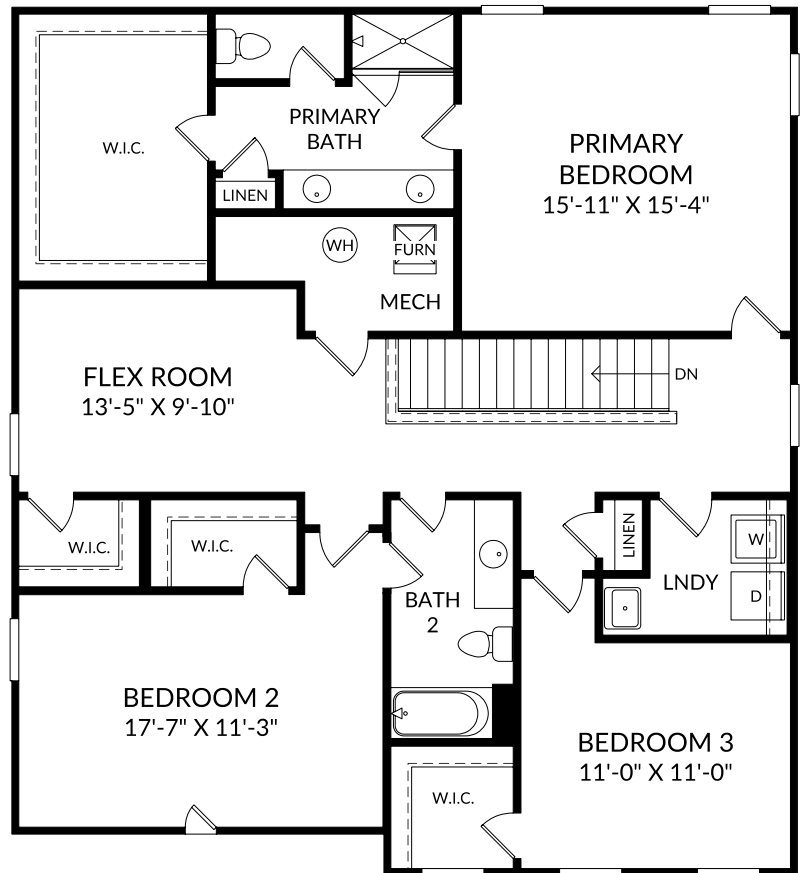 W.I.C.
PRIMARY
BATH
LINEN
PRIMARY
BEDROOM
15'-11" X 15'-4"
WH
FURN
MECH
FLEX ROOM
13'-5" X 9'-10"
DN
W.I.C.
W.I.C.
LINEN
W
LNDY
D
BATH
2
BEDROOM 2
17'-7" X 11'-3"
BEDROOM 3
11'-0" X 11'-0"
W.I.C.